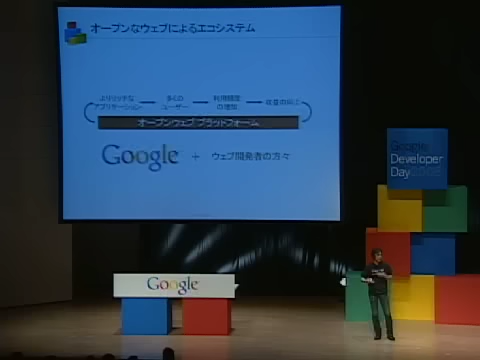 オープンなウェブによるエコシステム
よりリッチな
アプリケーション
多くの
ユーザー
利用頻度
の増加
収益の向上
オープンウェブ プラットフォーム
Google + ウェブ開発者の方々
Google
Developer
Day2008
Google